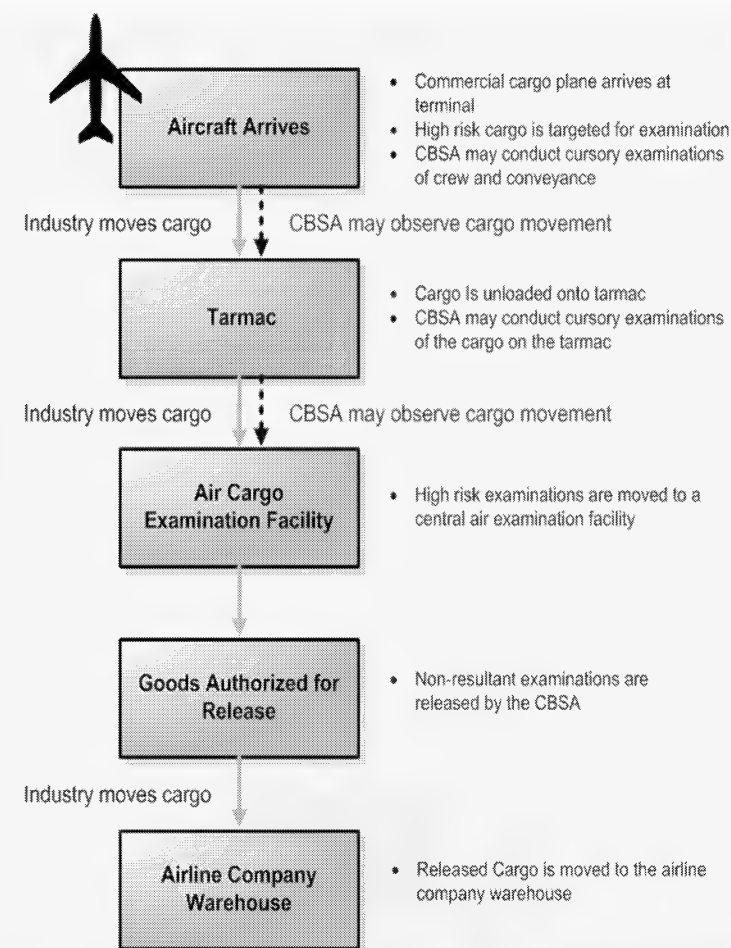 Aircraft Arrives
• Commercial cargo plane arrives at
terminal
• High risk cargo is targeted for examination
• CBSA may conduct cursory examinations
of crew and conveyance
Industry moves cargo
CBSA may observe cargo movement
Tarmac
• Cargo is unloaded onto tarmac
• CBSA may conduct cursory examinations
of the cargo on the tarmac
Industry moves cargo
CBSA may observe cargo movement
Air Cargo
Examination Facility
• High risk examinations are moved to a
central air examination facility
Goods Authorized for
Release
• Non-resultant examinations are
released by the CBSA
Industry moves cargo
Airline Company
Warehouse
• Released Cargo is moved to the airline
company warehouse